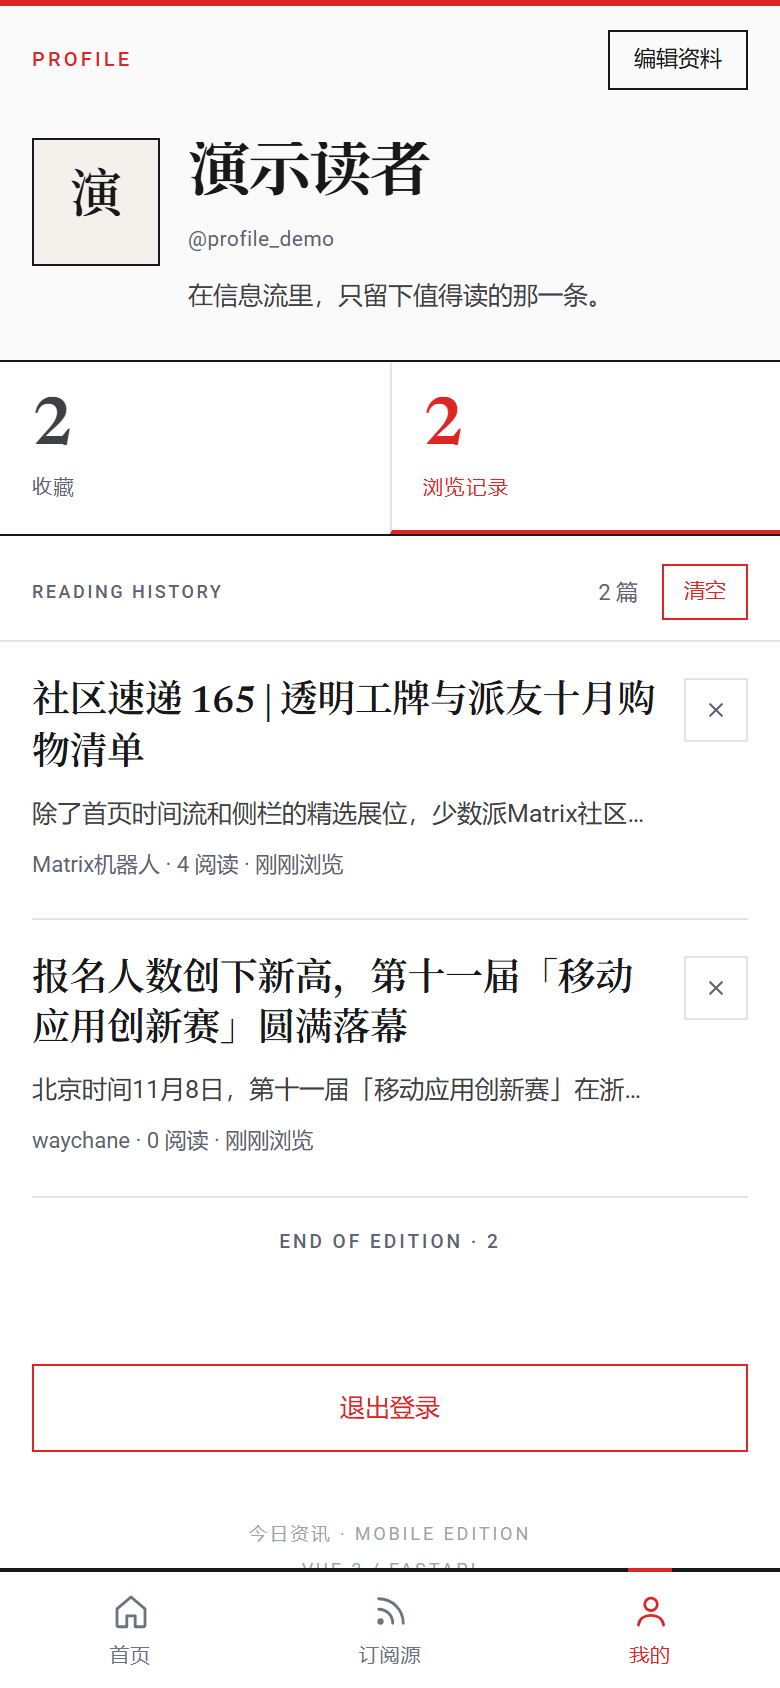 PROFILE
编辑资料
演
演示读者
@profile_demo
在信息流里，只留下值得读的那一条。
2
收藏
2
浏览记录
READING HISTORY
2 篇
清空
社区速递 165 | 透明工牌与派友十月购
物清单
×
除了首页时间流和侧栏的精选展位，少数派Matrix社区...
Matrix机器人 · 4 阅读 · 刚刚浏览
报名人数创下新高，第十一届「移动
应用创新赛」圆满落幕
×
北京时间11月8日，第十一届「移动应用创新赛」在浙...
waychane · 0 阅读 · 刚刚浏览
END OF EDITION · 2
退出登录
今日资讯 · MOBILE EDITION
首页
订阅源
我的